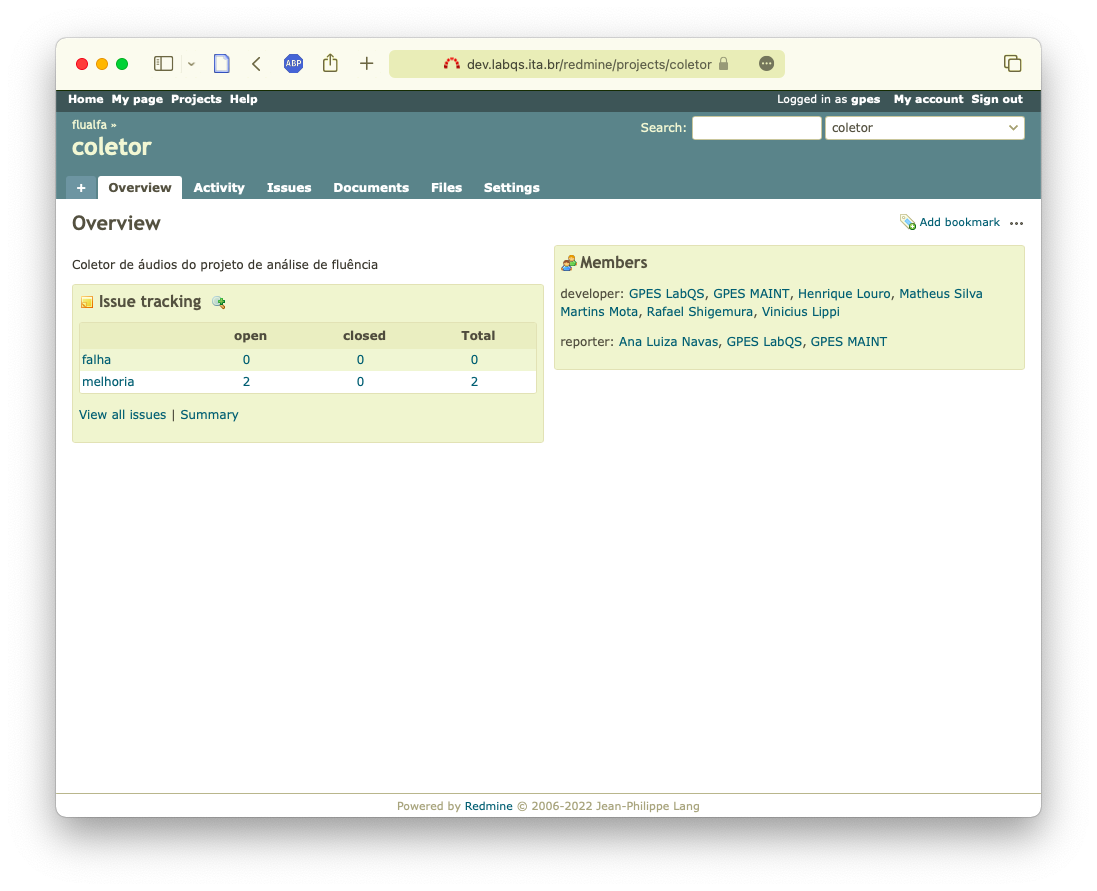 ABP
dev.labqs.ita.br/redmine/projects/coletor
Home My page Projects Help
Logged in as gpes My account Sign out
flualfa »
Search:
coletor
coletor
+ Overview Activity Issues Documents Files Settings
Overview
Add bookmark
Coletor de áudios do projeto de análise de fluência
Issue tracking
open closed Total
falha 0 0 0
melhoria 2 0 2
View all issues | Summary
Members
developer: GPES LabQS, GPES MAINT, Henrique Louro, Matheus Silva
Martins Mota, Rafael Shigemura, Vinicius Lippi
reporter: Ana Luiza Navas, GPES LabQS, GPES MAINT
Powered by Redmine © 2006-2022 Jean-Philippe Lang